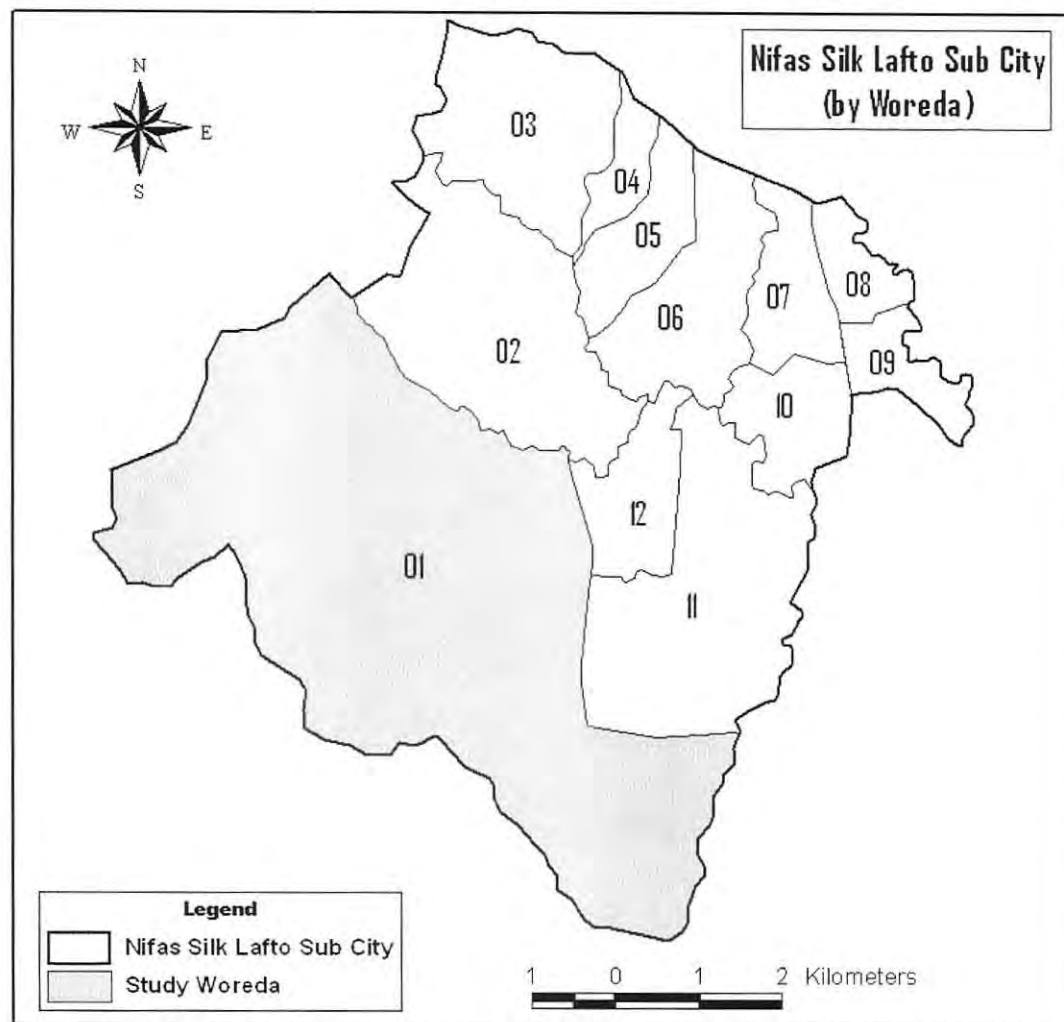 Nifas Silk Lafto Sub City
(by Woreda)
N
W E
S
03
04
05
08
07
06
02
09
10
12
01
11
Legend
Nifas Silk Lafto Sub City
Study Woreda
1 0 1 2 Kilometers